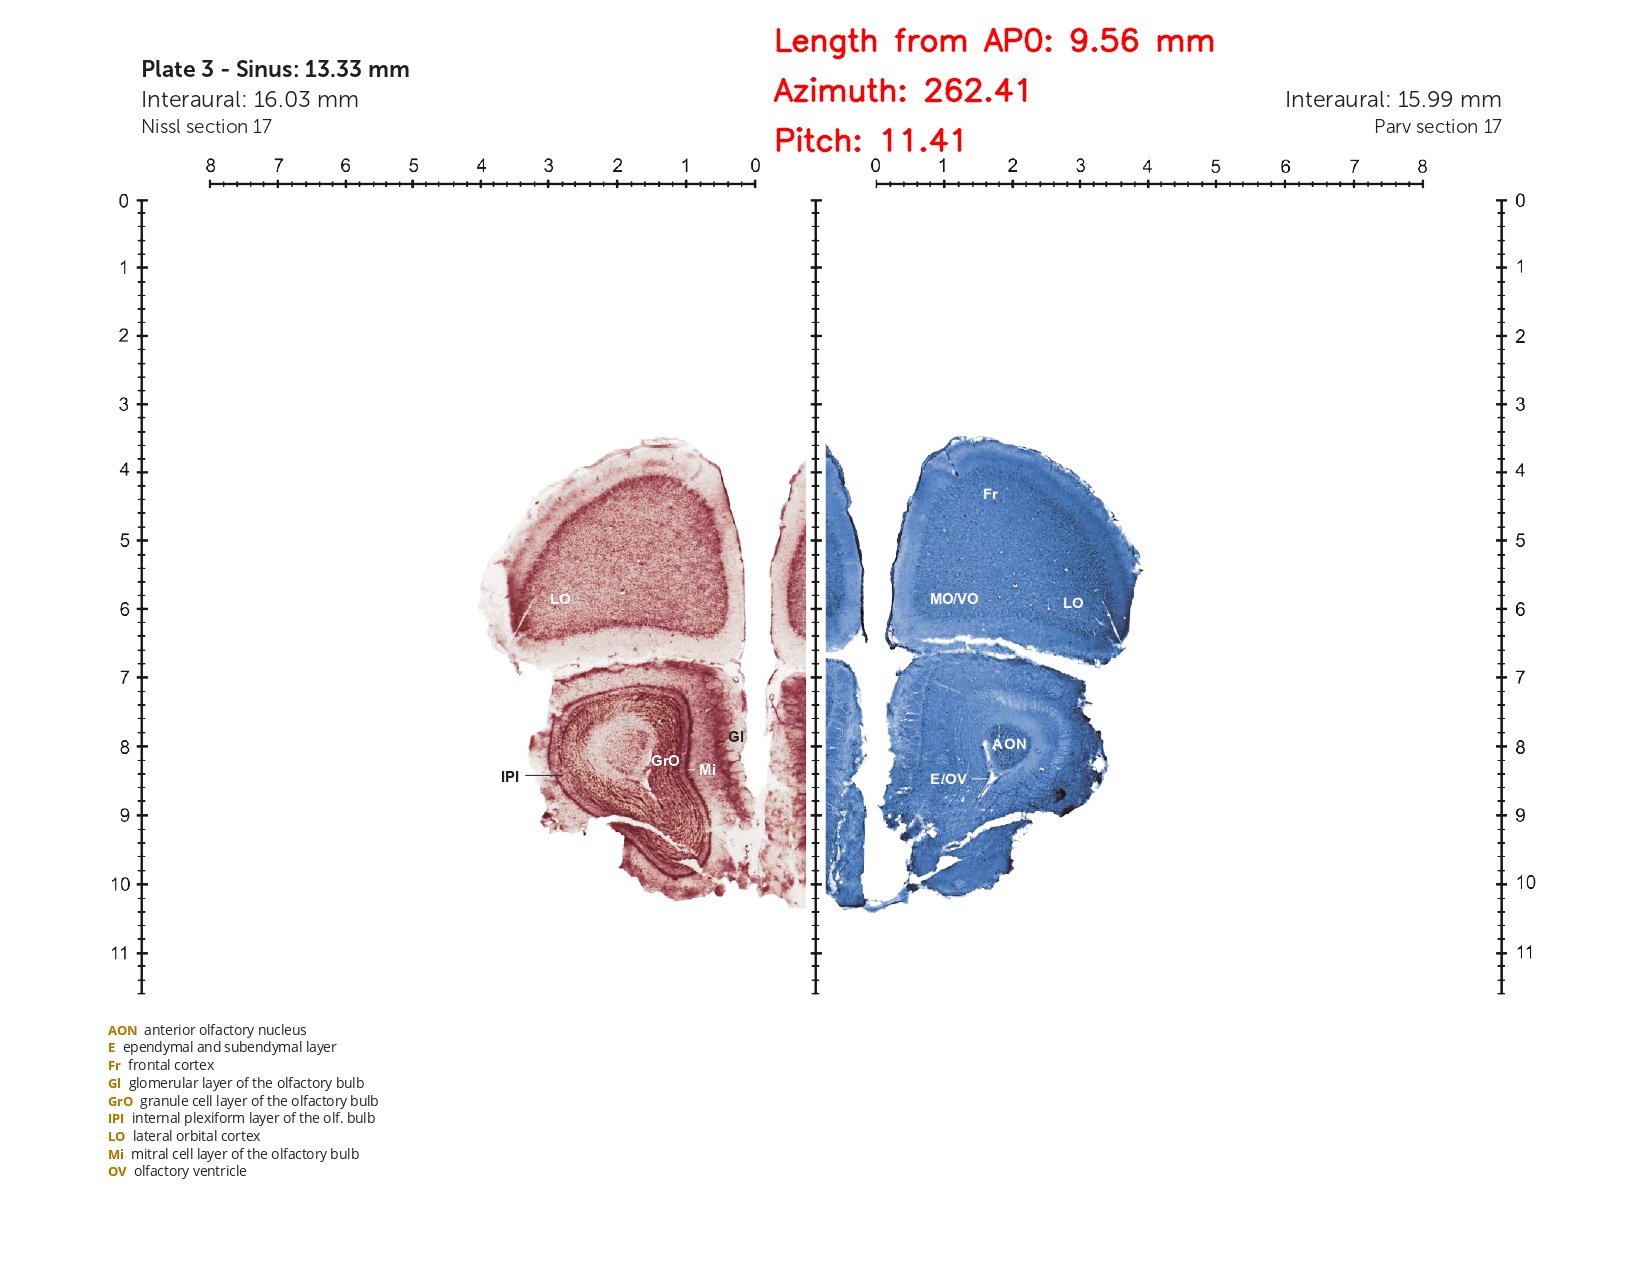 Length from AP0: 9.56 mm
Plate 3 - Sinus: 13.33 mm
Azimuth: 262.41
Interaural: 16.03 mm
Interaural: 15.99 mm
Nissl section 17
Parv section 17
Pitch: 11.41
8 7 6 5 4 3 2 1 0
0 1 2 3 4 5 6 7 8
0 0
1 1
2 2
3 3
4 4
Fr
5 5
LO MO/VO LO
6 6
7 7
Gl
AON
8 8
GrO
Mi
IPl
E/OV
9 9
10 10
11 11
AON anterior olfactory nucleus
E ependymal and subendymal layer
Fr frontal cortex
Gl glomerular layer of the olfactory bulb
GrO granule cell layer of the olfactory bulb
IPl internal plexiform layer of the olf. bulb
LO lateral orbital cortex
Mi mitral cell layer of the olfactory bulb
OV olfactory ventricle